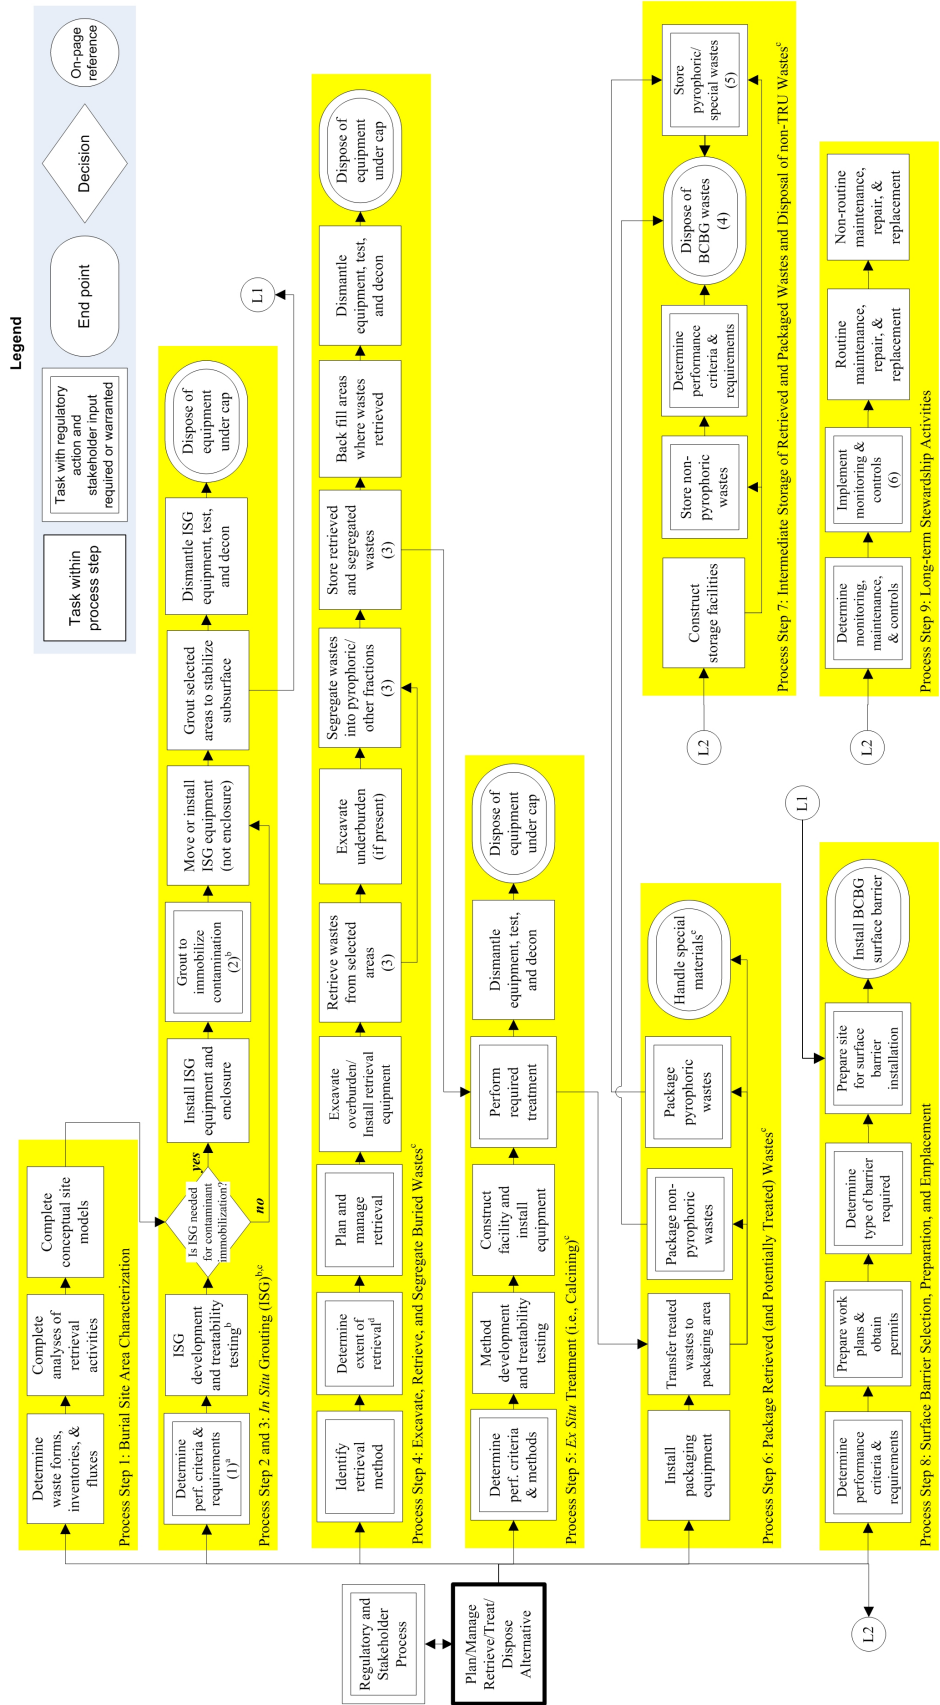 Legend
Task within
process step
Task with regulatory
action and
stakeholder input
required or warranted
End point
Decision
On-page
reference
Regulatory and
Stakeholder
Process
Plan/Manage
Retrieve/Treat/
Dispose
Alternative
L2
Determine
waste forms,
inventories, &
fluxes
Complete
analyses of
retrieval
activities
Complete
conceptual site
models
Process Step 1: Burial Site Area Characterization
Determine
perf. criteria &
requirements
(1)a
ISG
development
and treatability
testingb
Is ISG needed
for contaminant
immobilization?
yes
no
Install ISG
equipment and
enclosure
Grout to
immobilize
contamination
(2)b
Move or install
ISG equipment
(not enclosure)
Grout selected
areas to stabilize
subsurface
Dismantle ISG
equipment, test,
and decon
Dispose of
equipment
under cap
L1
Process Step 2 and 3: In Situ Grouting (ISG)b,c
Identify
retrieval
method
Determine
extent of
retrievald
Plan and
manage
retrieval
Excavate
overburden/
Install retrieval
equipment
Retrieve wastes
from selected
areas
(3)
Excavate
underburden
(if present)
Segregate wastes
into pyrophoric/
other fractions
(3)
Store retrieved
and segregated
wastes
(3)
Back fill areas
where wastes
retrieved
Dismantle
equipment, test,
and decon
Dispose of
equipment
under cap
Process Step 4: Excavate, Retrieve, and Segregate Buried Wastesc
Determine
perf. criteria
& methods
Method
development
and treatability
testing
Construct
facility and
install
equipment
Perform
required
treatment
Dismantle
equipment, test,
and decon
Dispose of
equipment
under cap
Process Step 5: Ex Situ Treatment (i.e., Calcining)c
Install
packaging
equipment
Transfer treated
wastes to
packaging area
Package non-
pyrophoric
wastes
Package
pyrophoric
wastes
Handle special
materialsc
Process Step 6: Package Retrieved (and Potentially Treated) Wastesc
L2
Construct
storage facilities
Store non-
pyrophoric
wastes
Determine
performance
criteria &
requirements
Dispose of
BCBG wastes
(4)
Store
pyrophoric/
special wastes
(5)
Process Step 7: Intermediate Storage of Retrieved and Packaged Wastes and Disposal of non-TRU Wastesc
Determine
performance
criteria &
requirements
Prepare work
plans &
obtain
permits
Determine
type of barrier
required
Prepare site
for surface
barrier
installation
Install BCBG
surface barrier
L1
Process Step 8: Surface Barrier Selection, Preparation, and Emplacement
L2
Determine
monitoring,
maintenance,
& controls
Implement
monitoring &
controls
(6)
Routine
maintenance,
repair, &
replacement
Non-routine
maintenance,
repair, &
replacement
Process Step 9: Long-term Stewardship Activities